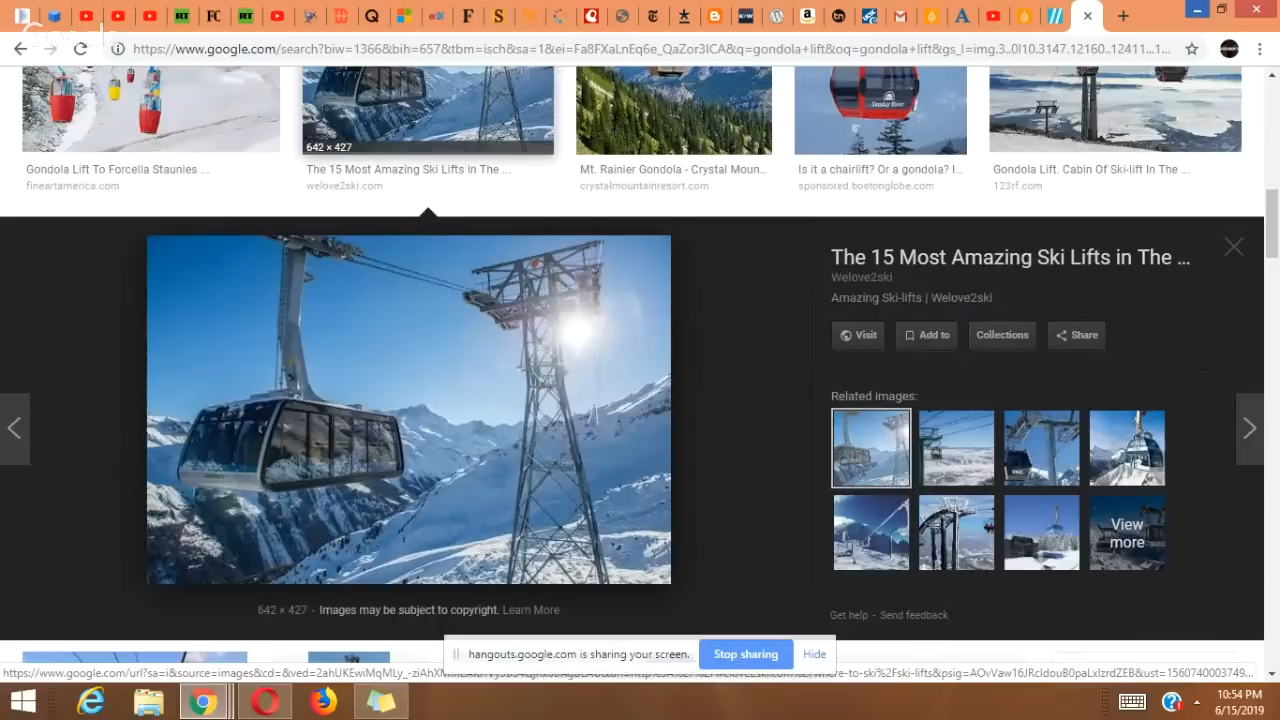 RT
FC
RT
https://www.google.com/search?biw=1366&bih=657&tbm=isch&sa=1&ei=Fa8FXaLnEq6e_QaZor3ICA&q=gondola+lift&oq=gondola+lift&gs_l=img.3..0l10.3147.12160..12411...1...
642 × 427
Sunday River
Gondola Lift To Forcella Staunies ...
The 15 Most Amazing Ski Lifts in The ...
Mt. Rainier Gondola - Crystal Moun...
Is it a chairlift? Or a gondola? I...
Gondola Lift. Cabin Of Ski-lift In The ...
fineartamerica.com
welove2ski.com
crystalmountainresort.com
sponsored.bostonglobe.com
123rf.com
The 15 Most Amazing Ski Lifts in The ...
Welove2ski
Amazing Ski-lifts | Welove2ski
Visit
Add to
Collections
Share
Related images:
View
more
642 × 427 - Images may be subject to copyright. Learn More
Get help - Send feedback
hangouts.google.com is sharing your screen.
Stop sharing
Hide
10:54 PM
6/15/2019